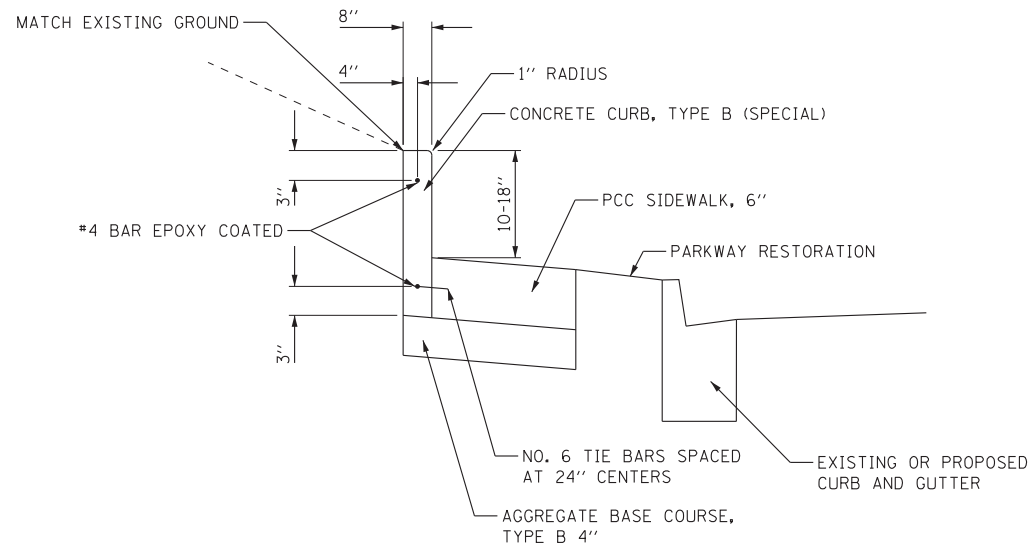 8"
MATCH EXISTING GROUND
4"
1" RADIUS
CONCRETE CURB, TYPE B (SPECIAL)
3"
10-18"
PCC SIDEWALK, 6"
#4 BAR EPOXY COATED
PARKWAY RESTORATION
3"
NO. 6 TIE BARS SPACED
AT 24" CENTERS
EXISTING OR PROPOSED
CURB AND GUTTER
AGGREGATE BASE COURSE,
TYPE B 4"